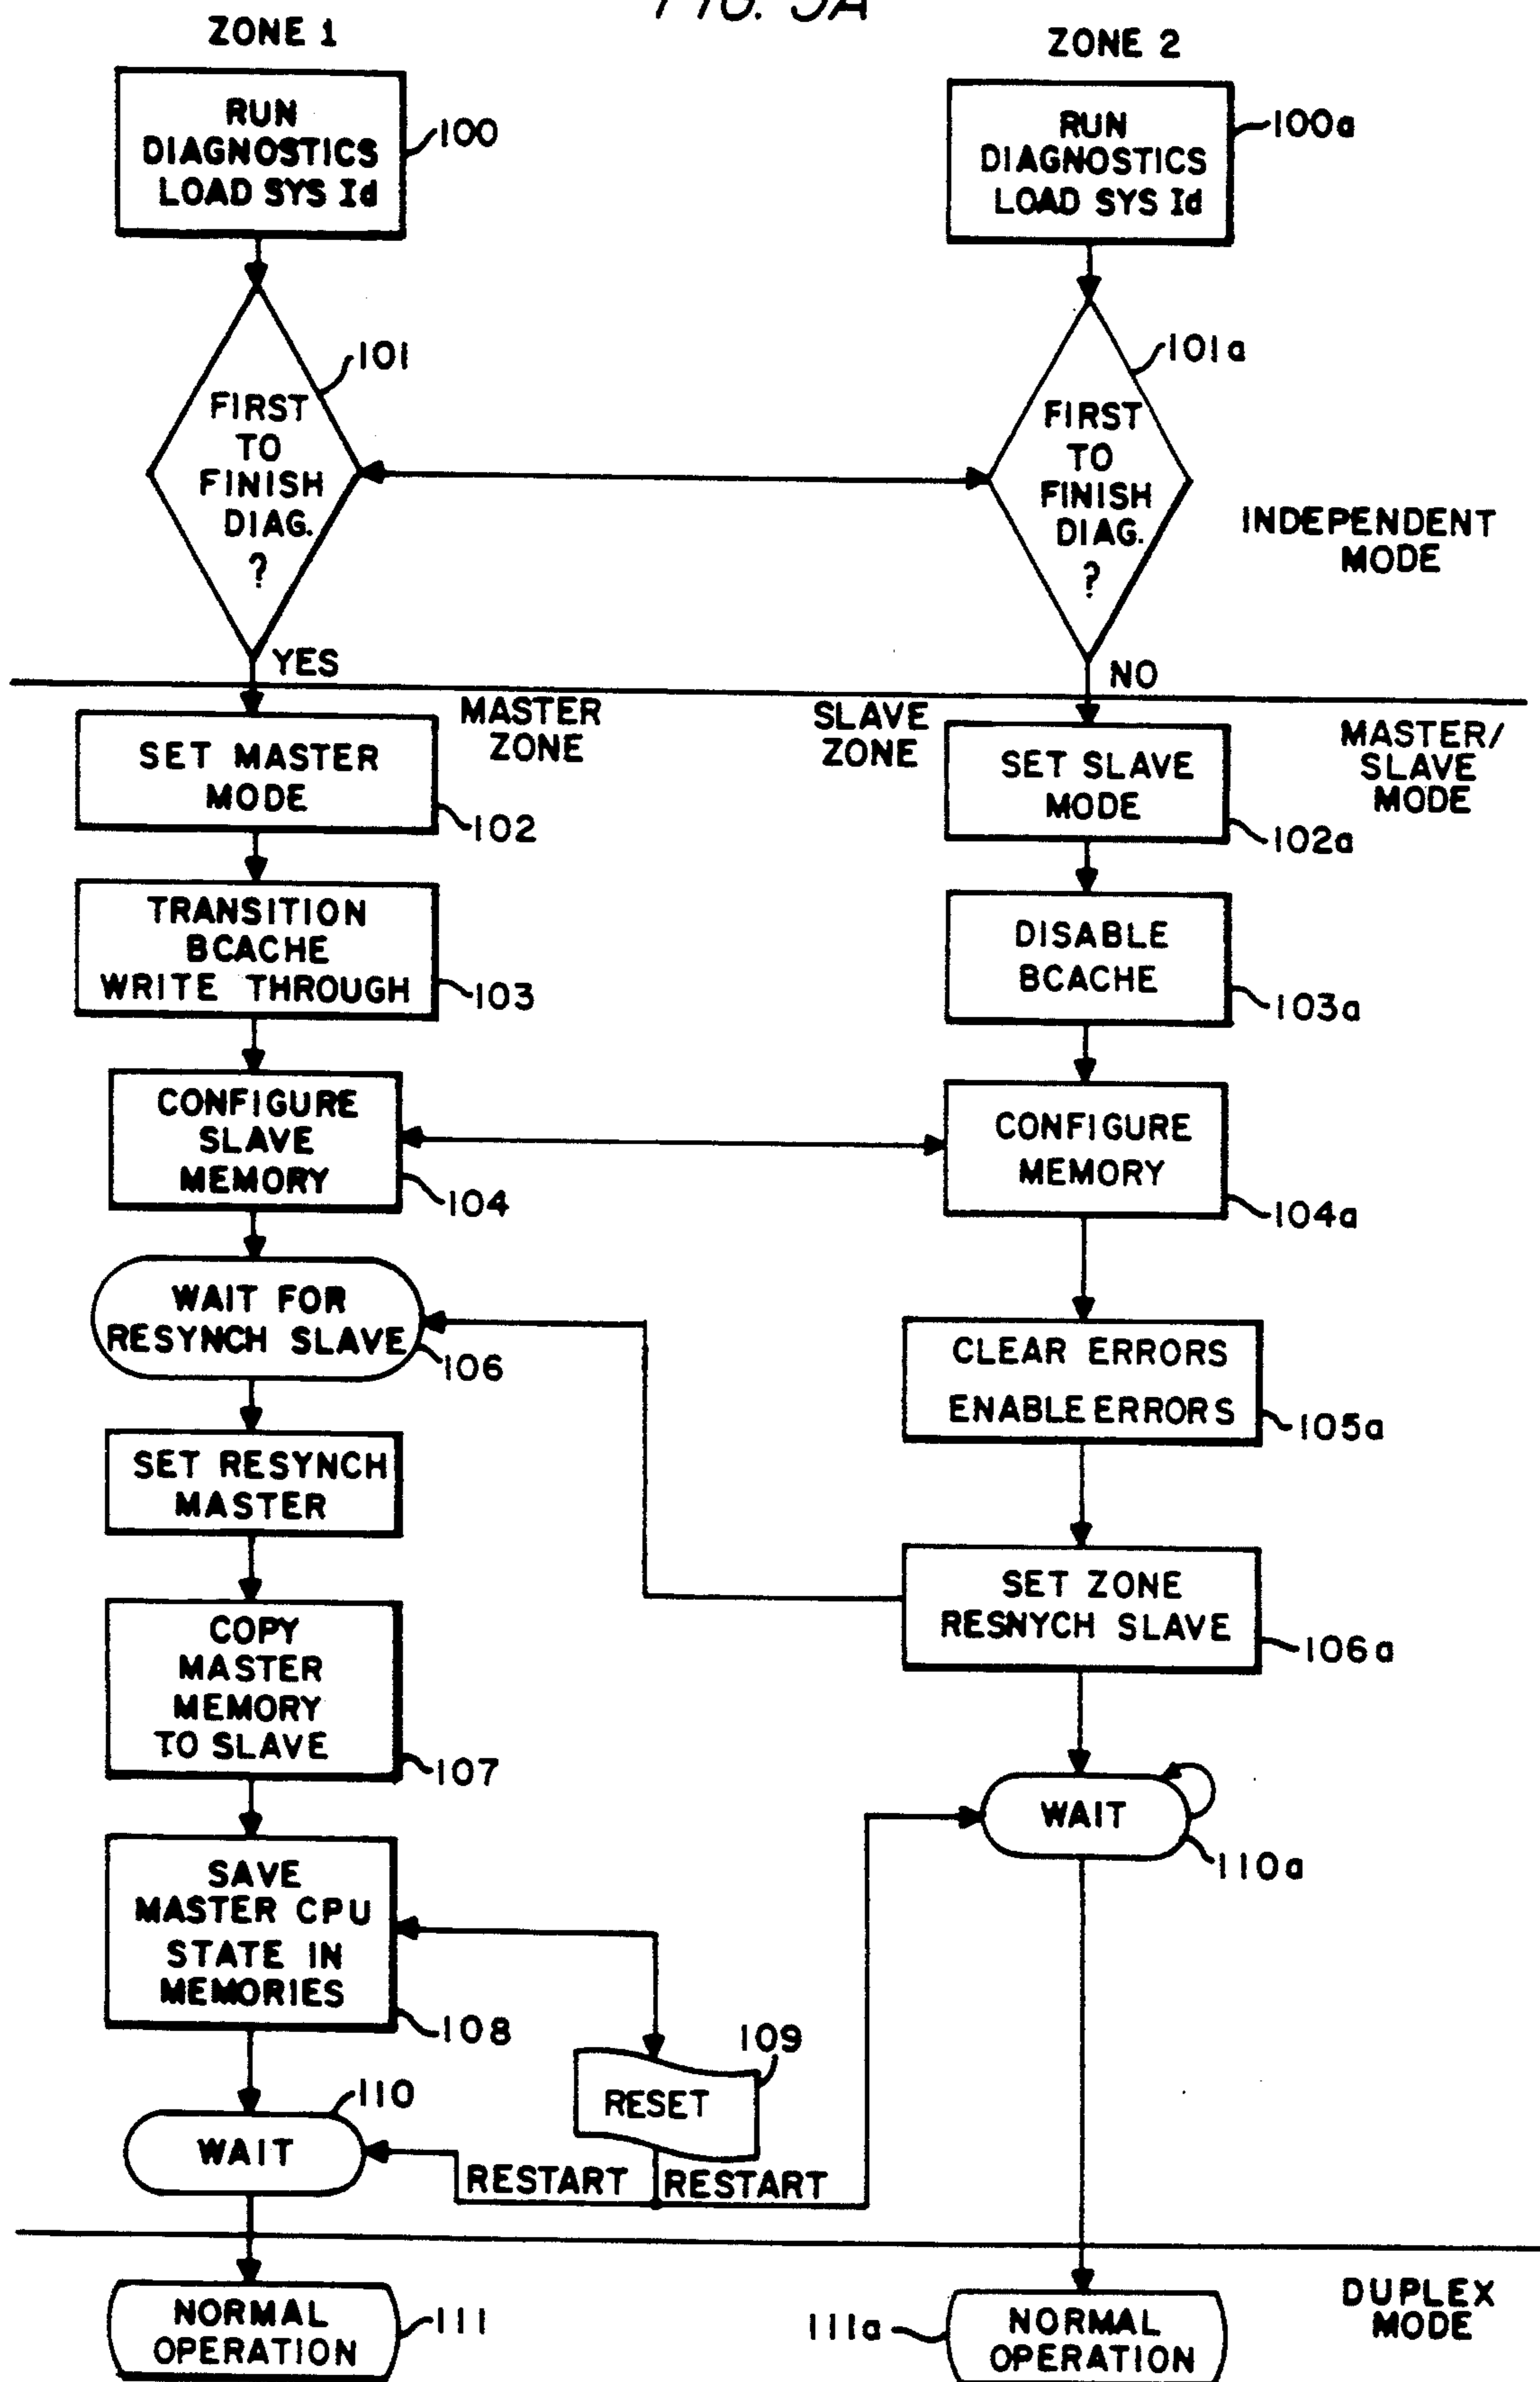 FIG. 5A
ZONE 1
RUN
DIAGNOSTICS
LOAD SYS Id
100
101
FIRST
TO
FINISH
DIAG.
?
YES
MASTER
ZONE
SET MASTER
MODE
102
TRANSITION
BCACHE
WRITE THROUGH
103
CONFIGURE
SLAVE
MEMORY
104
WAIT FOR
RESYNCH SLAVE
106
SET RESYNCH
MASTER
COPY
MASTER
MEMORY
TO SLAVE
107
SAVE
MASTER CPU
STATE IN
MEMORIES
108
109
RESET
110
WAIT
RESTART
RESTART
NORMAL
OPERATION
111
ZONE 2
RUN
DIAGNOSTICS
LOAD SYS Id
100a
101a
FIRST
TO
FINISH
DIAG.
?
INDEPENDENT
MODE
NO
SLAVE
ZONE
SET SLAVE
MODE
102a
MASTER/
SLAVE
MODE
DISABLE
BCACHE
103a
CONFIGURE
MEMORY
104a
CLEAR ERRORS
ENABLE ERRORS
105a
SET ZONE
RESNYCH SLAVE
106a
WAIT
110a
111a
NORMAL
OPERATION
DUPLEX
MODE